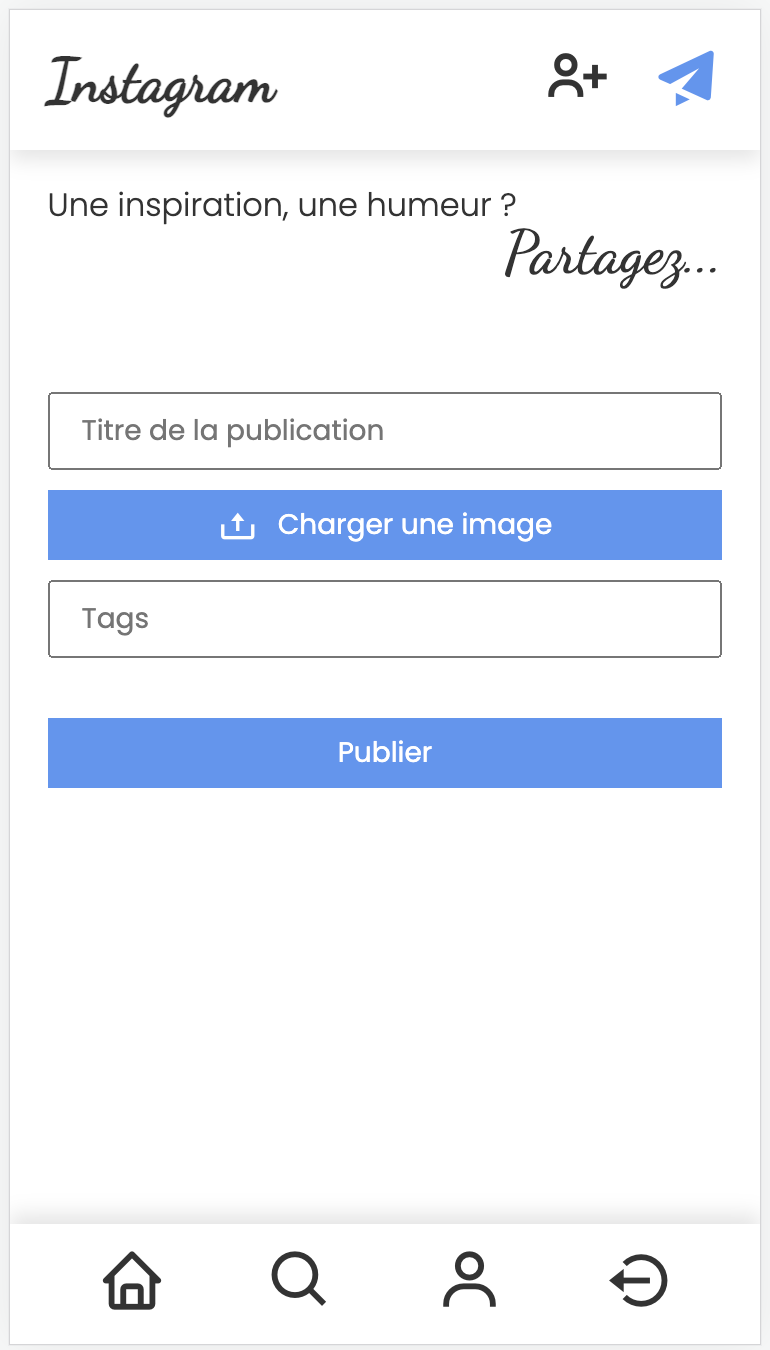 Instagram
Une inspiration, une humeur ?
Partagez...
Titre de la publication
Charger une image
Tags
Publier